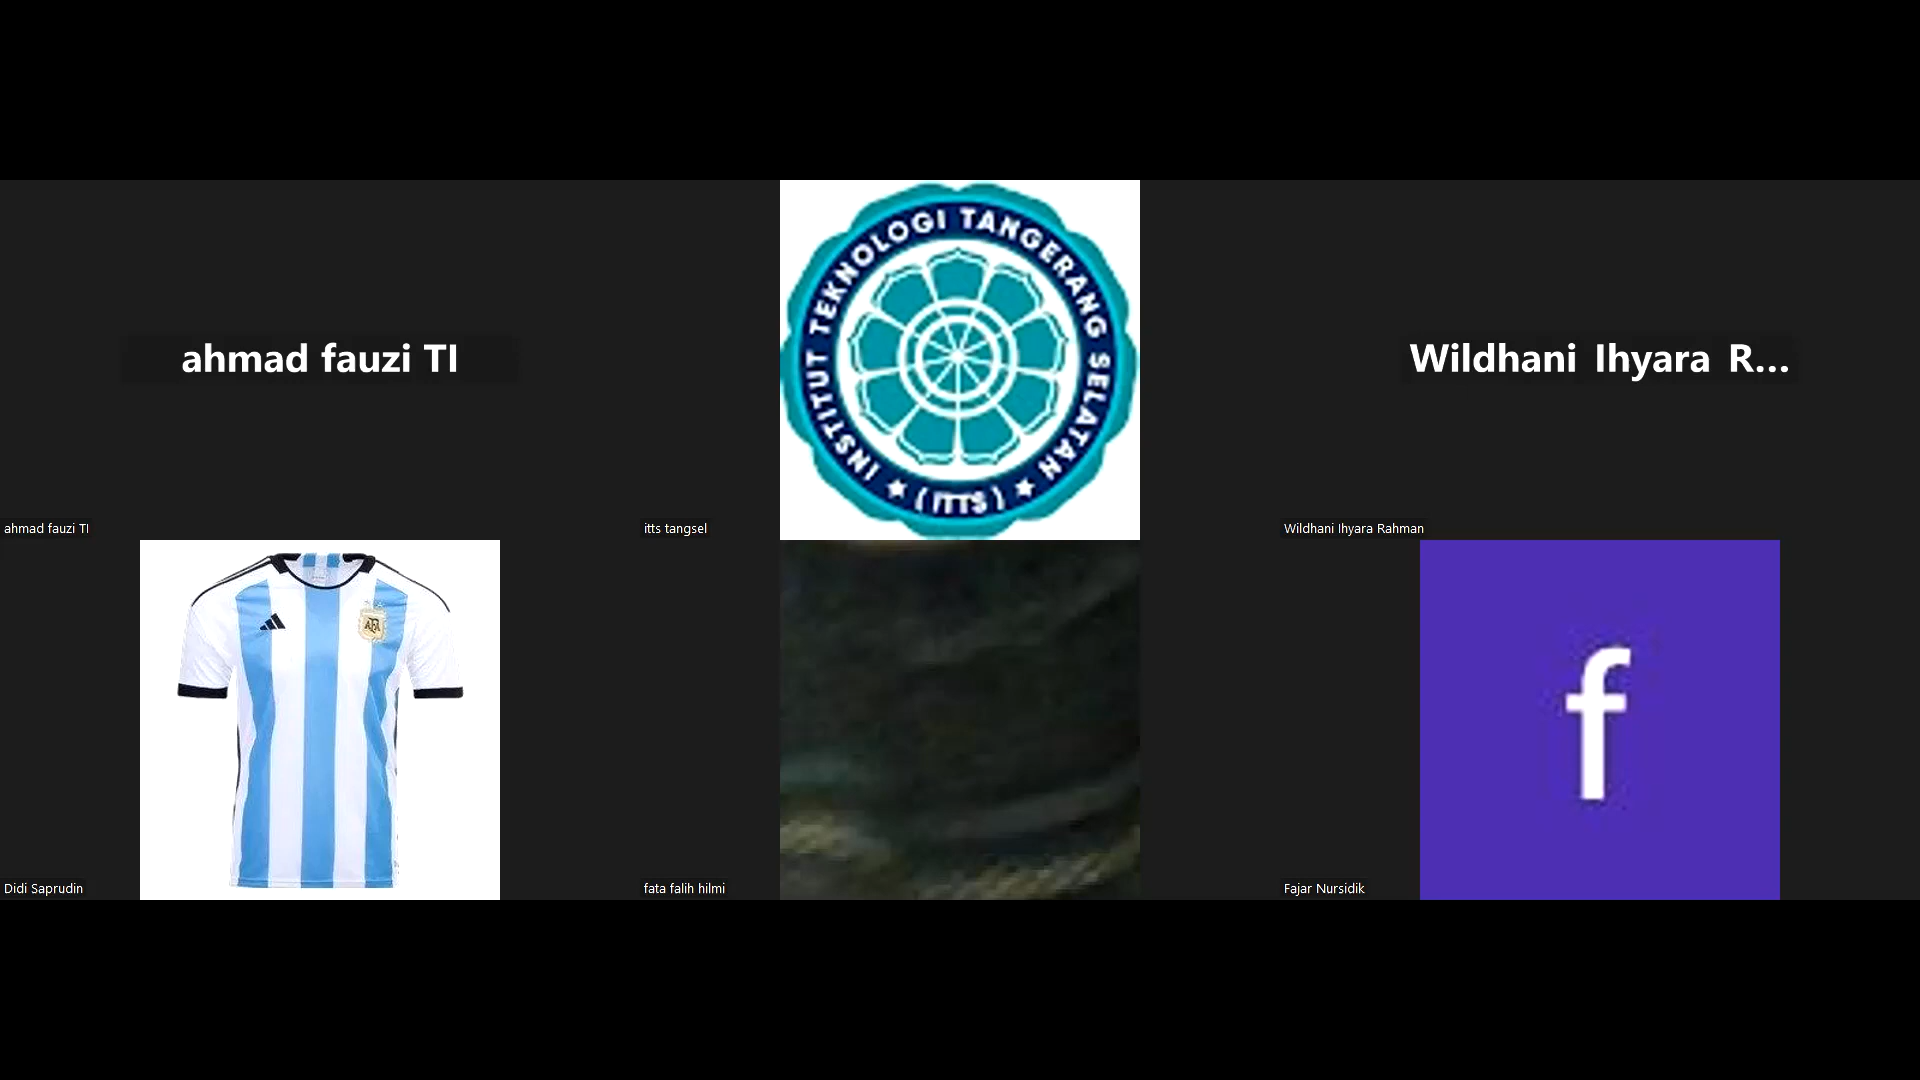 ahmad fauzi TI
INSTITUT TEKNOLOGI TANGERANG SELATAN
( ITTS )
Wildhani Ihyara R...
ahmad fauzi TI
itts tangsel
Wildhani Ihyara Rahman
AFA
f
Didi Saprudin
fata falih hilmi
Fajar Nursidik